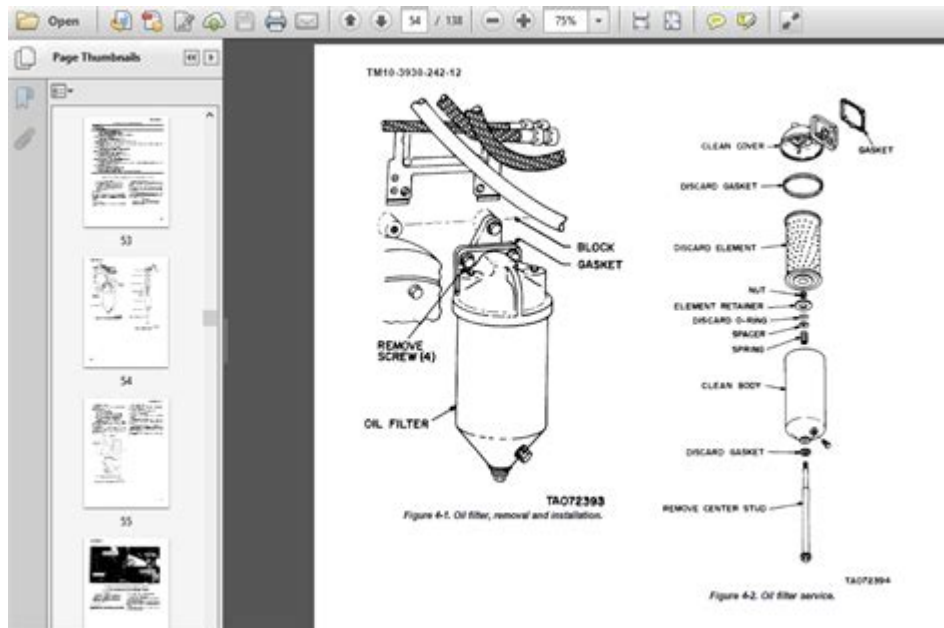 Open
54 / 138
75%
Page Thumbnails
53
54
55
TM10-3930-242-12
BLOCK
GASKET
REMOVE
SCREW (4)
OIL FILTER
TAO72393
Figure 4-1. Oil filter, removal and installation.
CLEAN COVER
GASKET
DISCARD GASKET
DISCARD ELEMENT
NUT
ELEMENT RETAINER
DISCARD O-RING
SPACER
SPRING
CLEAN BODY
DISCARD GASKET
REMOVE CENTER STUD
TAO72394
Figure 4-2. Oil filter service.